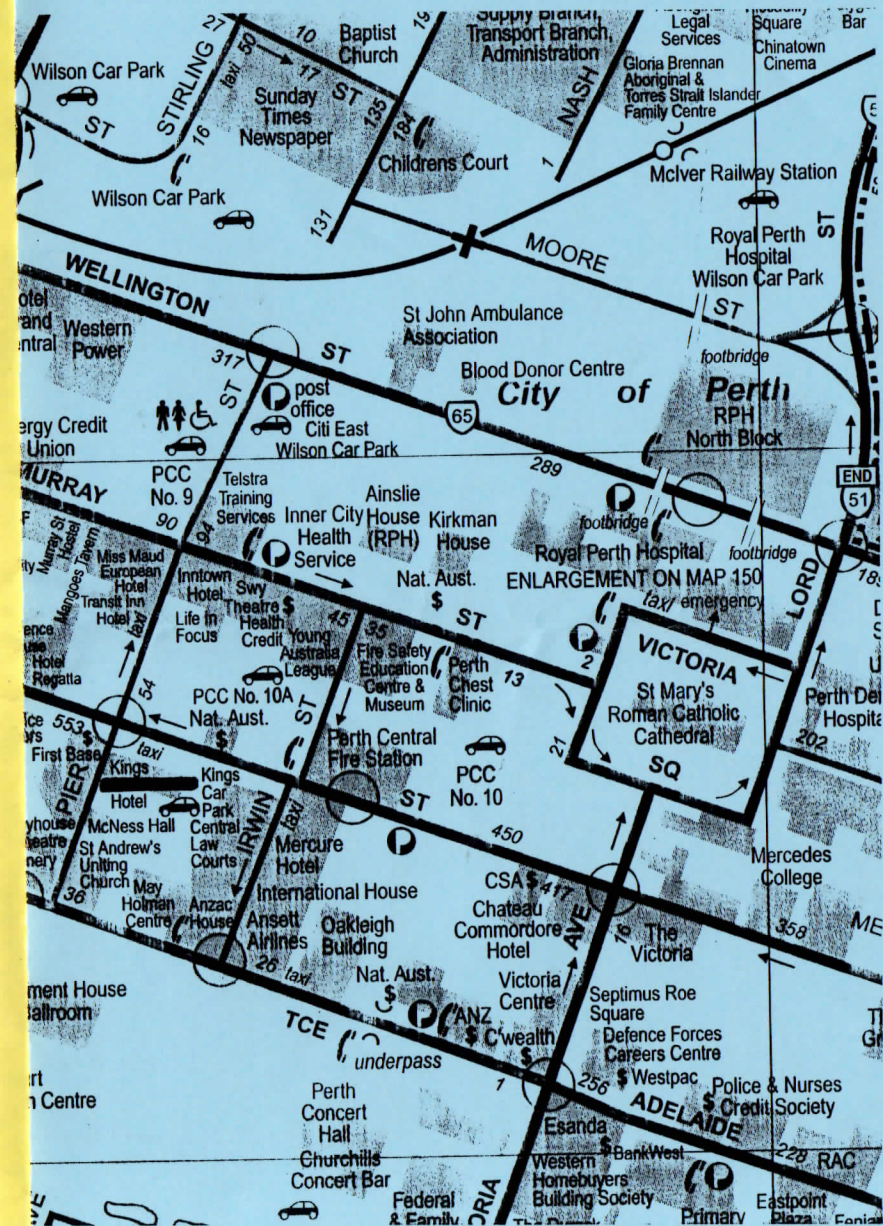 27
Wilson Car Park
ST
STIRLING
taxi 50
10
17
ST
16
Sunday
Times
Newspaper
Baptist
Church
19
135
184
Supply Branch,
Transport Branch,
Administration
Childrens Court
NASH
1
Legal
Services
Gloria Brennan
Aboriginal &
Torres Strait Islander
Family Centre
Square
Bar
Chinatown
Cinema
McIver Railway Station
Wilson Car Park
131
MOORE
ST
Royal Perth
Hospital
Wilson Car Park
ST
WELLINGTON
ST
Western
Power
317
ST
St John Ambulance
Association
Blood Donor Centre
footbridge
City of Perth
65
RPH
North Block
post
office
Citi East
Wilson Car Park
ergy Credit
Union
PCC
No. 9
289
END
51
MURRAY
90
94
Telstra
Training
Services
Inner City
Health
Service
Ainslie
House
(RPH)
Kirkman
House
footbridge
Royal Perth Hospital
footbridge
ENLARGEMENT ON MAP 150
taxi emergency
LORD
189
Murray St
Hostel
Mangoes Tavern
Miss Maud
European
Hotel
Transit Inn
Hotel
taxi
Inntown
Hotel
Life in
Focus
Swy
Theatre
Health
Credit
$
Young
Australia
League
45
35
Nat. Aust.
$
ST
Fire Safety
Education
Centre &
Museum
Perth
Chest
Clinic
13
2
VICTORIA
St Mary's
Roman Catholic
Cathedral
21
SQ
202
Hotel
Regatta
54
PCC No. 10A
Nat. Aust.
$
ST
Perth Central
Fire Station
PCC
No. 10
553
$
First Base
taxi
Kings
Hotel
Kings
Car
Park
Central
Law
Courts
PIER
McNess Hall
St Andrew's
Uniting
Church
May
Holman
Centre
Anzac
House
36
IRWIN
taxi
Mercure
Hotel
ST
450
International House
Ansett
Airlines
Oakleigh
Building
26 taxi
Nat. Aust.
$
CSA $ 417
Chateau
Commordore
Hotel
AVE
16
The
Victoria
Mercedes
College
358
ME
Victoria
Centre
ANZ
$
C'wealth
$
Septimus Roe
Square
Defence Forces
Careers Centre
$ Westpac
Police & Nurses
$ Credit Society
ment House
Ballroom
TCE
underpass
1
256
ADELAIDE
228
RAC
n Centre
Perth
Concert
Hall
Churchills
Concert Bar
Esanda
$ BankWest
Western
Homebuyers
Building Society
Federal
& Family
ORIA
Primary
Eastpoint
Plaza